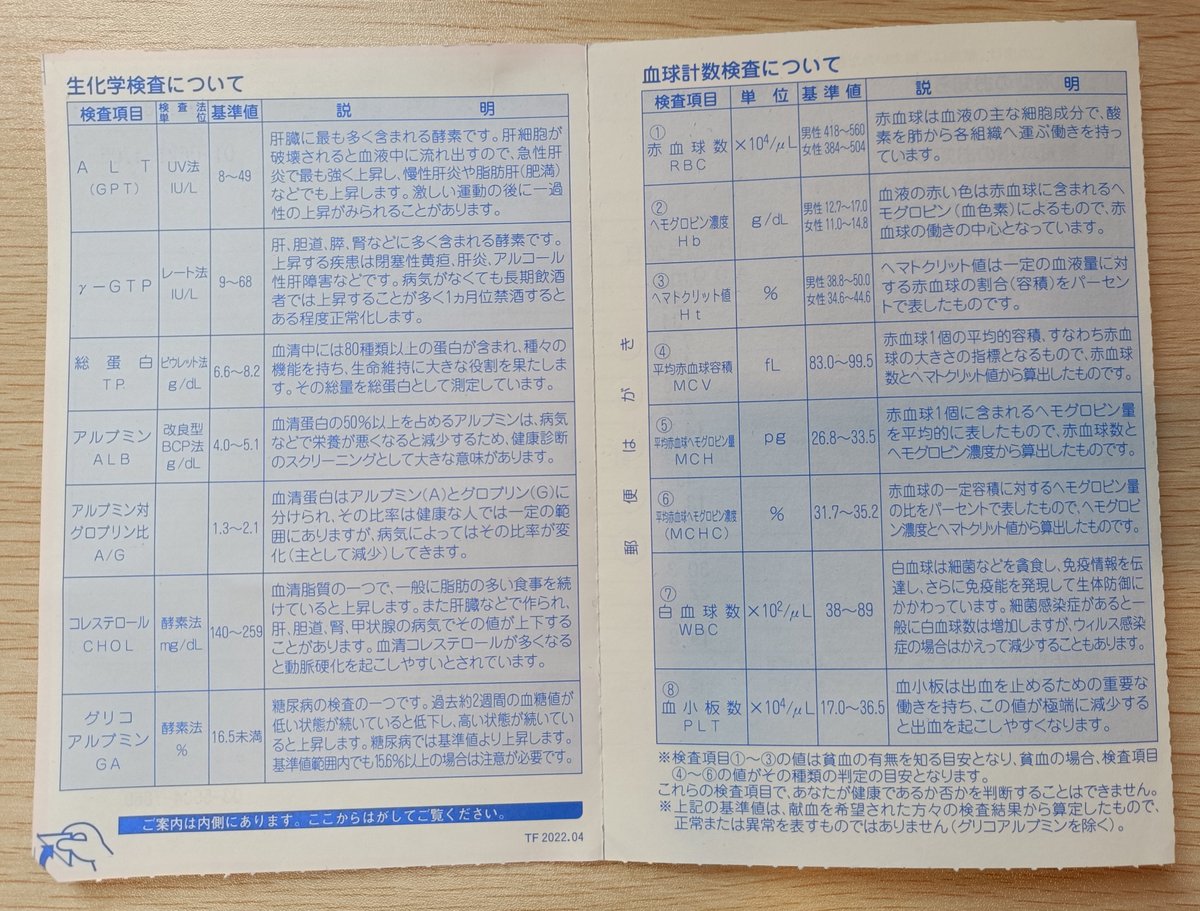 生化学検査について
検査項目 検査法 単位 基準値 説明
ALT
(GPT)
UV法
IU/L
8～49
肝臓に最も多く含まれる酵素です。肝細胞が
破壊されると血液中に流れ出すので、急性肝
炎で最も強く上昇し、慢性肝炎や脂肪肝(肥満)
などでも上昇します。激しい運動の後に一過
性の上昇がみられることがあります。
γ-GTP
レート法
IU/L
9～68
肝、胆道、膵、腎などに多く含まれる酵素です。
上昇する疾患は閉塞性黄疸、肝炎、アルコール
性肝障害などです。病気がなくても長期飲酒
者では上昇することが多く1ヵ月位禁酒すると
ある程度正常化します。
総蛋白
TP
ビウレット法
g/dL
6.6～8.2
血清中には80種類以上の蛋白が含まれ、種々の
機能を持ち、生命維持に大きな役割を果たしま
す。その総量を総蛋白として測定しています。
アルブミン
ALB
改良型
BCP法
g/dL
4.0～5.1
血清蛋白の50%以上を占めるアルブミンは、病気
などで栄養が悪くなると減少するため、健康診断
のスクリーニングとして大きな意味があります。
アルブミン対
グロブリン比
A/G
1.3～2.1
血清蛋白はアルブミン(A)とグロブリン(G)に
分けられ、その比率は健康な人では一定の範
囲にありますが、病気によってはその比率が変
化(主として減少)してきます。
コレステロール
CHOL
酵素法
mg/dL
140～259
血清脂質の一つで、一般に脂肪の多い食事を続
けていると上昇します。また肝臓などで作られ、
肝、胆道、腎、甲状腺の病気でその値が上下する
ことがあります。血清コレステロールが多くなる
と動脈硬化を起こしやすいとされています。
グリコ
アルブミン
GA
酵素法
%
16.5未満
糖尿病の検査の一つです。過去約2週間の血糖値が
低い状態が続いていると低下し、高い状態が続いてい
ると上昇します。糖尿病では基準値より上昇します。
基準値範囲内でも15.6%以上の場合は注意が必要です。
ご案内は内側にあります。ここからはがしてご覧ください。
TF 2022.04
郵便はがき
血球計数検査について
検査項目 単位 基準値 説明
①
赤血球数
RBC
×10⁴/μL
男性 418～560
女性 384～504
赤血球は血液の主な細胞成分で、酸
素を肺から各組織へ運ぶ働きを持っ
ています。
②
ヘモグロビン濃度
Hb
g/dL
男性 12.7～17.0
女性 11.0～14.8
血液の赤い色は赤血球に含まれるヘ
モグロビン(血色素)によるもので、赤
血球の働きの中心となっています。
③
ヘマトクリット値
Ht
%
男性 38.8～50.0
女性 34.6～44.6
ヘマトクリット値は一定の血液量に対
する赤血球の割合(容積)をパーセン
トで表したものです。
④
平均赤血球容積
MCV
fL
83.0～99.5
赤血球1個の平均的容積、すなわち赤血
球の大きさの指標となるもので、赤血球
数とヘマトクリット値から算出したものです。
⑤
平均赤血球ヘモグロビン量
MCH
pg
26.8～33.5
赤血球1個に含まれるヘモグロビン量
を平均的に表したもので、赤血球数と
ヘモグロビン濃度から算出したものです。
⑥
平均赤血球ヘモグロビン濃度
(MCHC)
%
31.7～35.2
赤血球の一定容積に対するヘモグロビン量
の比をパーセントで表したもので、ヘモグロビ
ン濃度とヘマトクリット値から算出したものです。
⑦
白血球数
WBC
×10²/μL
38～89
白血球は細菌などを貪食し、免疫情報を伝
達し、さらに免疫能を発現して生体防御に
かかわっています。細菌感染症があると一
般に白血球数は増加しますが、ウィルス感染
症の場合はかえって減少することもあります。
⑧
血小板数
PLT
×10⁴/μL
17.0～36.5
血小板は出血を止めるための重要な
働きを持ち、この値が極端に減少する
と出血を起こしやすくなります。
※検査項目①～③の値は貧血の有無を知る目安となり、貧血の場合、検査項目
④～⑥の値がその種類の判定の目安となります。
これらの検査項目で、あなたが健康であるか否かを判断することはできません。
※上記の基準値は、献血を希望された方々の検査結果から算定したもので、
正常または異常を表すものではありません(グリコアルブミンを除く)。